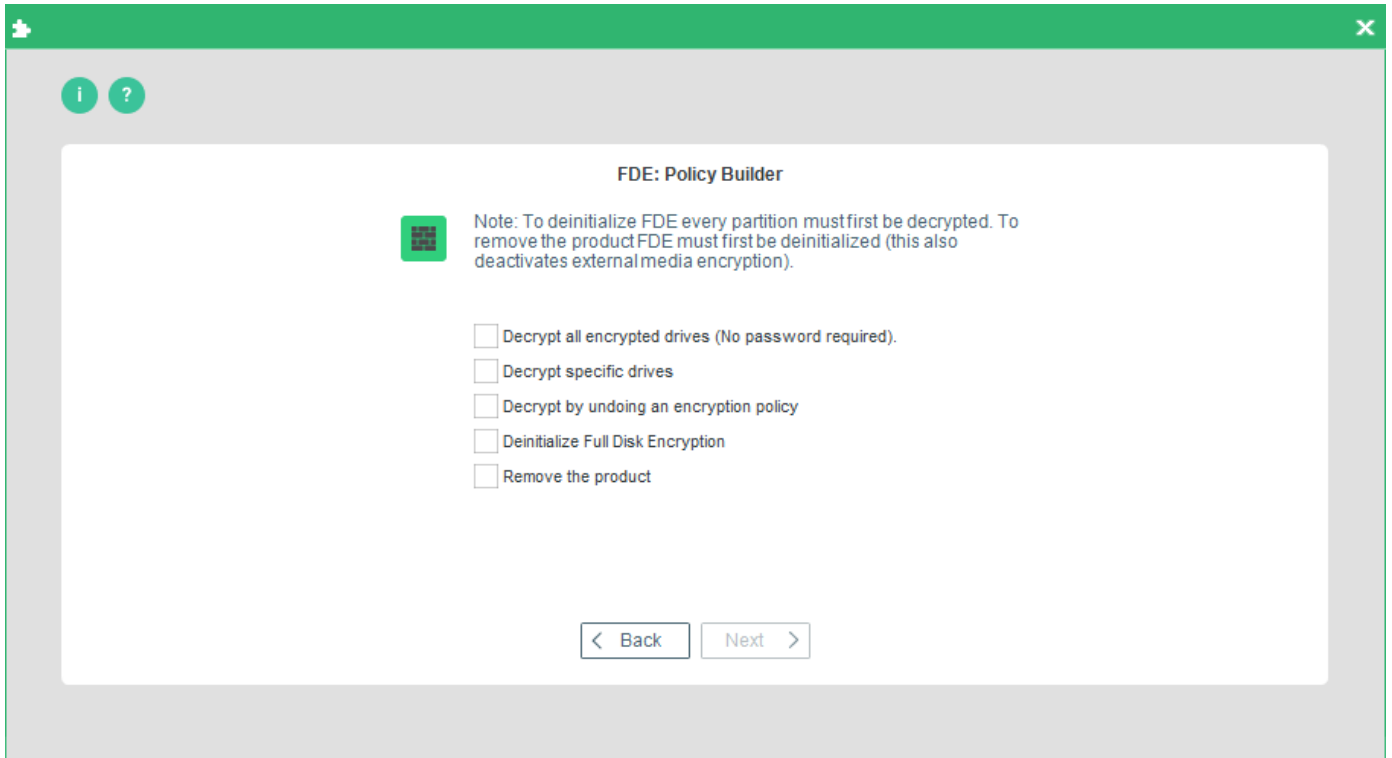 i ?
FDE: Policy Builder
Note: To deinitialize FDE every partition must first be decrypted. To
remove the product FDE must first be deinitialized (this also
deactivates external media encryption).
Decrypt all encrypted drives (No password required).
Decrypt specific drives
Decrypt by undoing an encryption policy
Deinitialize Full Disk Encryption
Remove the product
Back Next